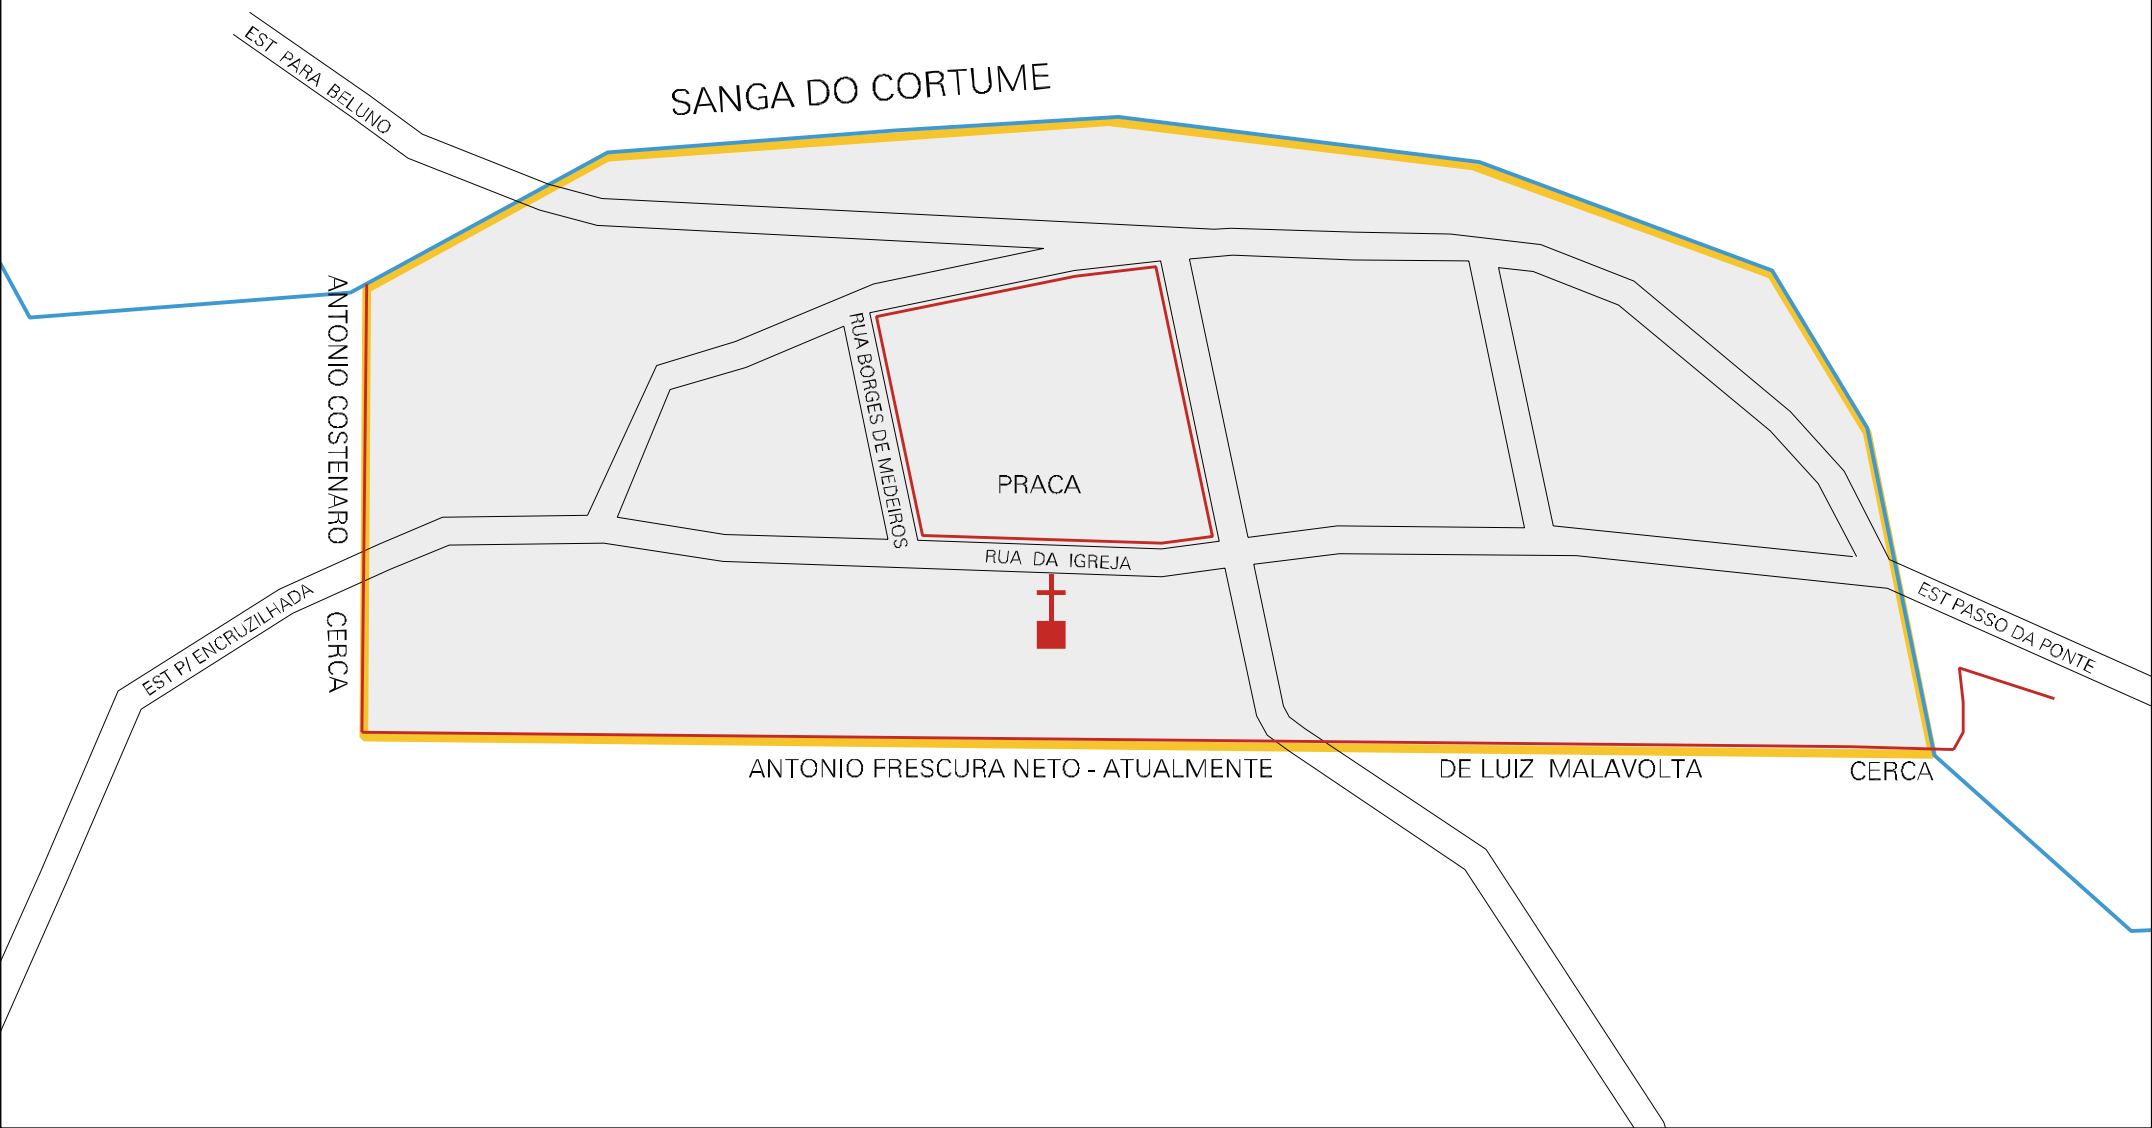 EST PARA BELUNO
SANGA DO CORTUME
ANTONIO COSTENARO
CERCA
RUA BORGES DE MEDEIROS
PRACA
RUA DA IGREJA
EST P/ ENCRUZILHADA
EST PASSO DA PONTE
ANTONIO FRESCURA NETO - ATUALMENTE DE LUIZ MALAVOLTA
CERCA